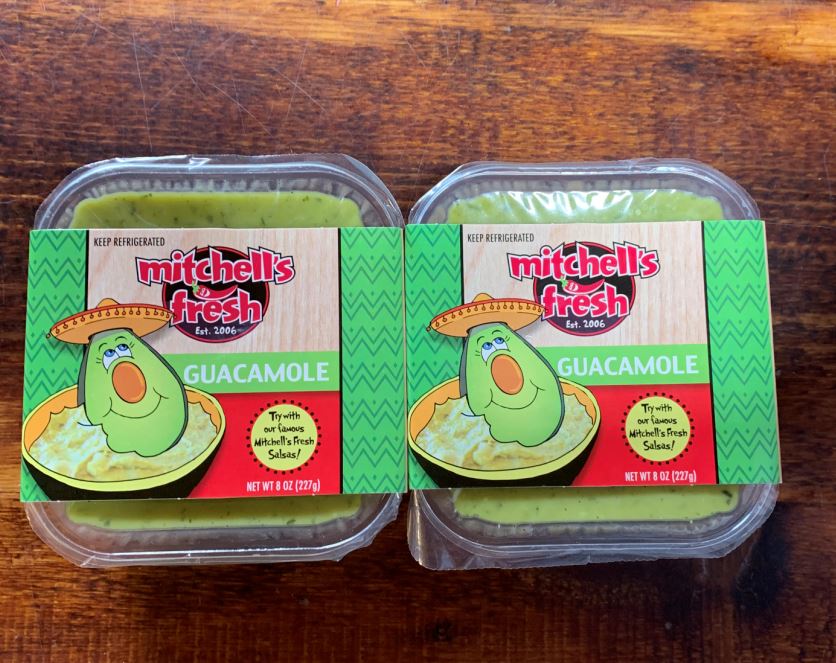 KEEP REFRIGERATED
mitchell's
fresh
Est. 2006
GUACAMOLE
Try with
our famous
Mitchell's Fresh
Salsas!
NET WT 8 OZ (227g)
KEEP REFRIGERATED
mitchell's
fresh
Est. 2006
GUACAMOLE
Try with
our famous
Mitchell's Fresh
Salsas!
NET WT 8 OZ (227g)